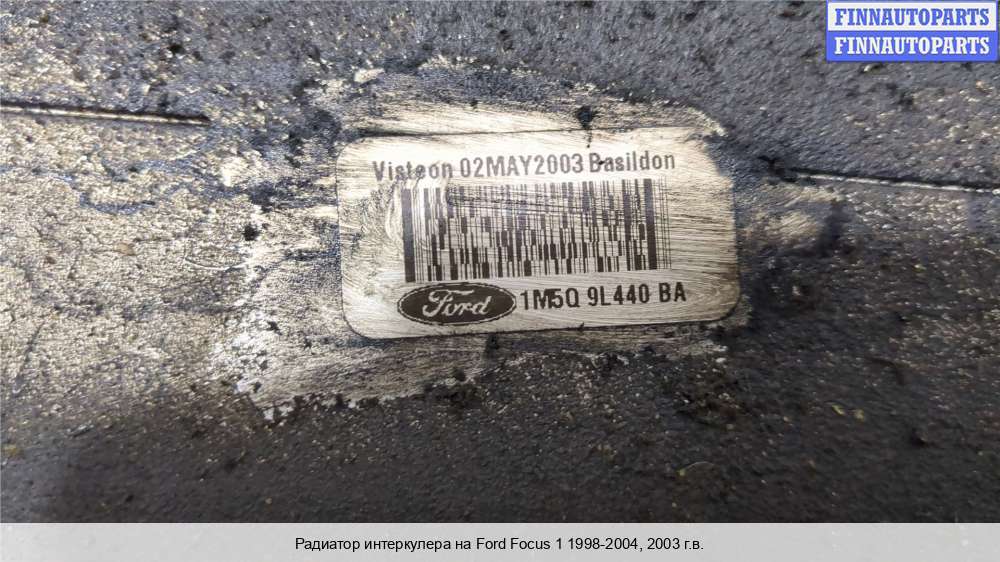 FINNAUTOPARTS
FINNAUTOPARTS
Visteon 02MAY2003 Basildon
Ford 1M5Q 9L440 BA
Радиатор интеркулера на Ford Focus 1 1998-2004, 2003 г.в.